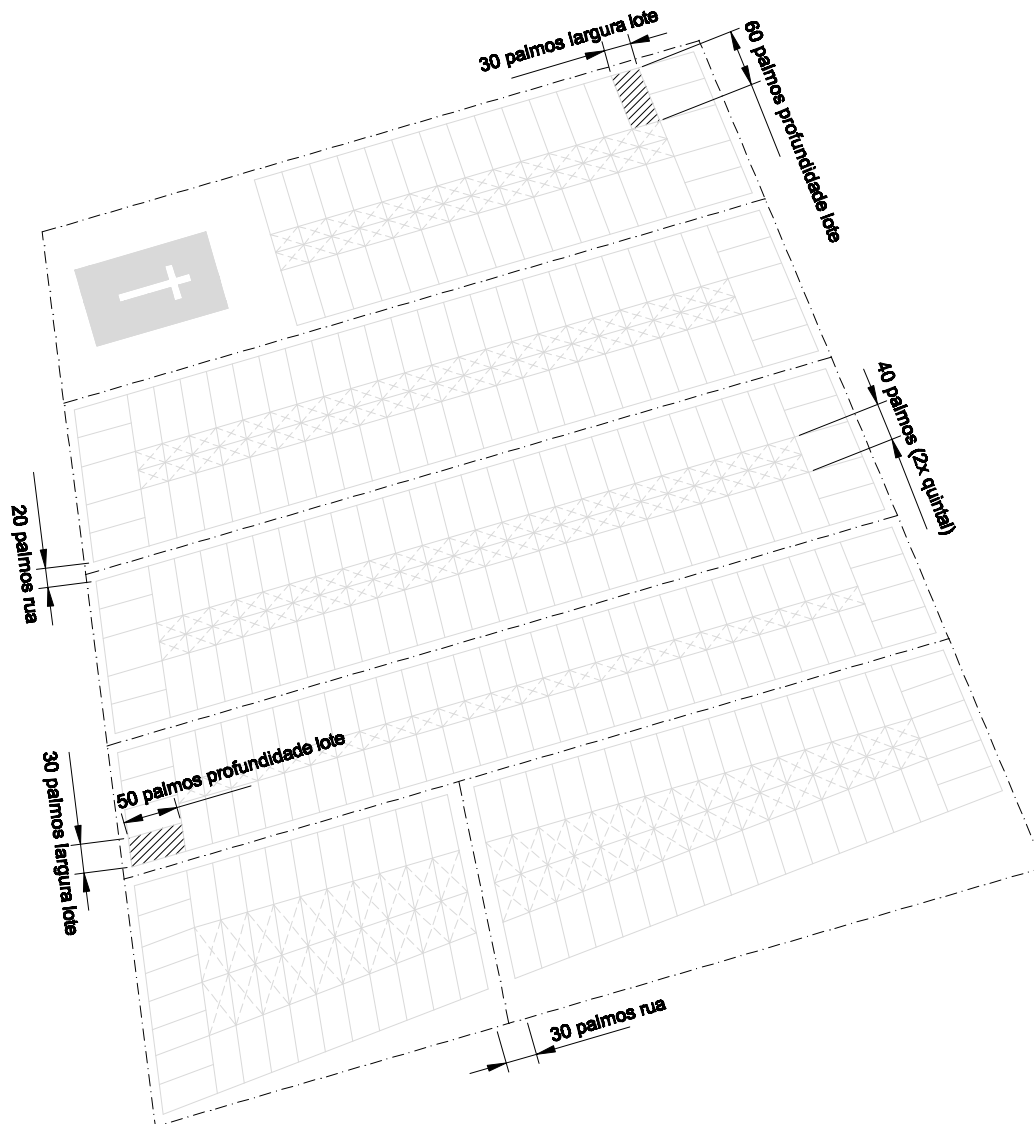 30 palmos largura lote
60 palmos profundidade lote
40 palmos (2x quintal)
20 palmos rua
50 palmos profundidade lote
30 palmos largura lote
30 palmos rua